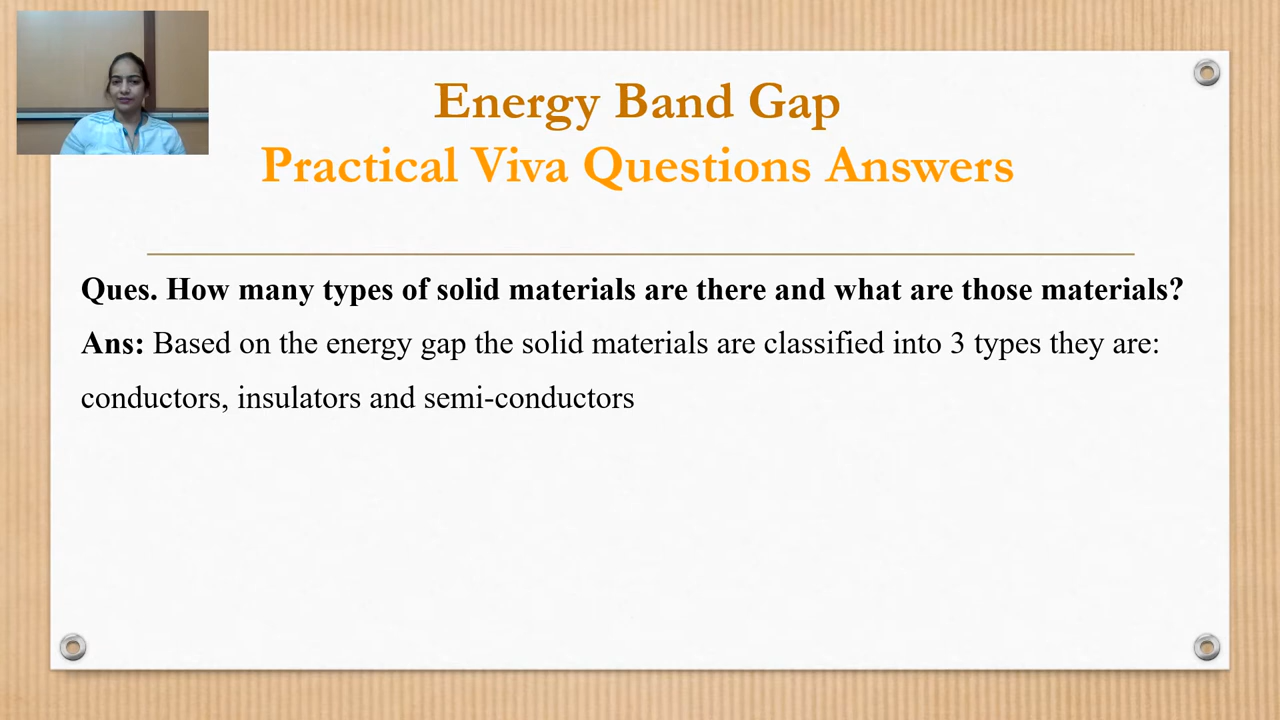 Energy Band Gap
Practical Viva Questions Answers
Ques. How many types of solid materials are there and what are those materials?
Ans: Based on the energy gap the solid materials are classified into 3 types they are:
conductors, insulators and semi-conductors